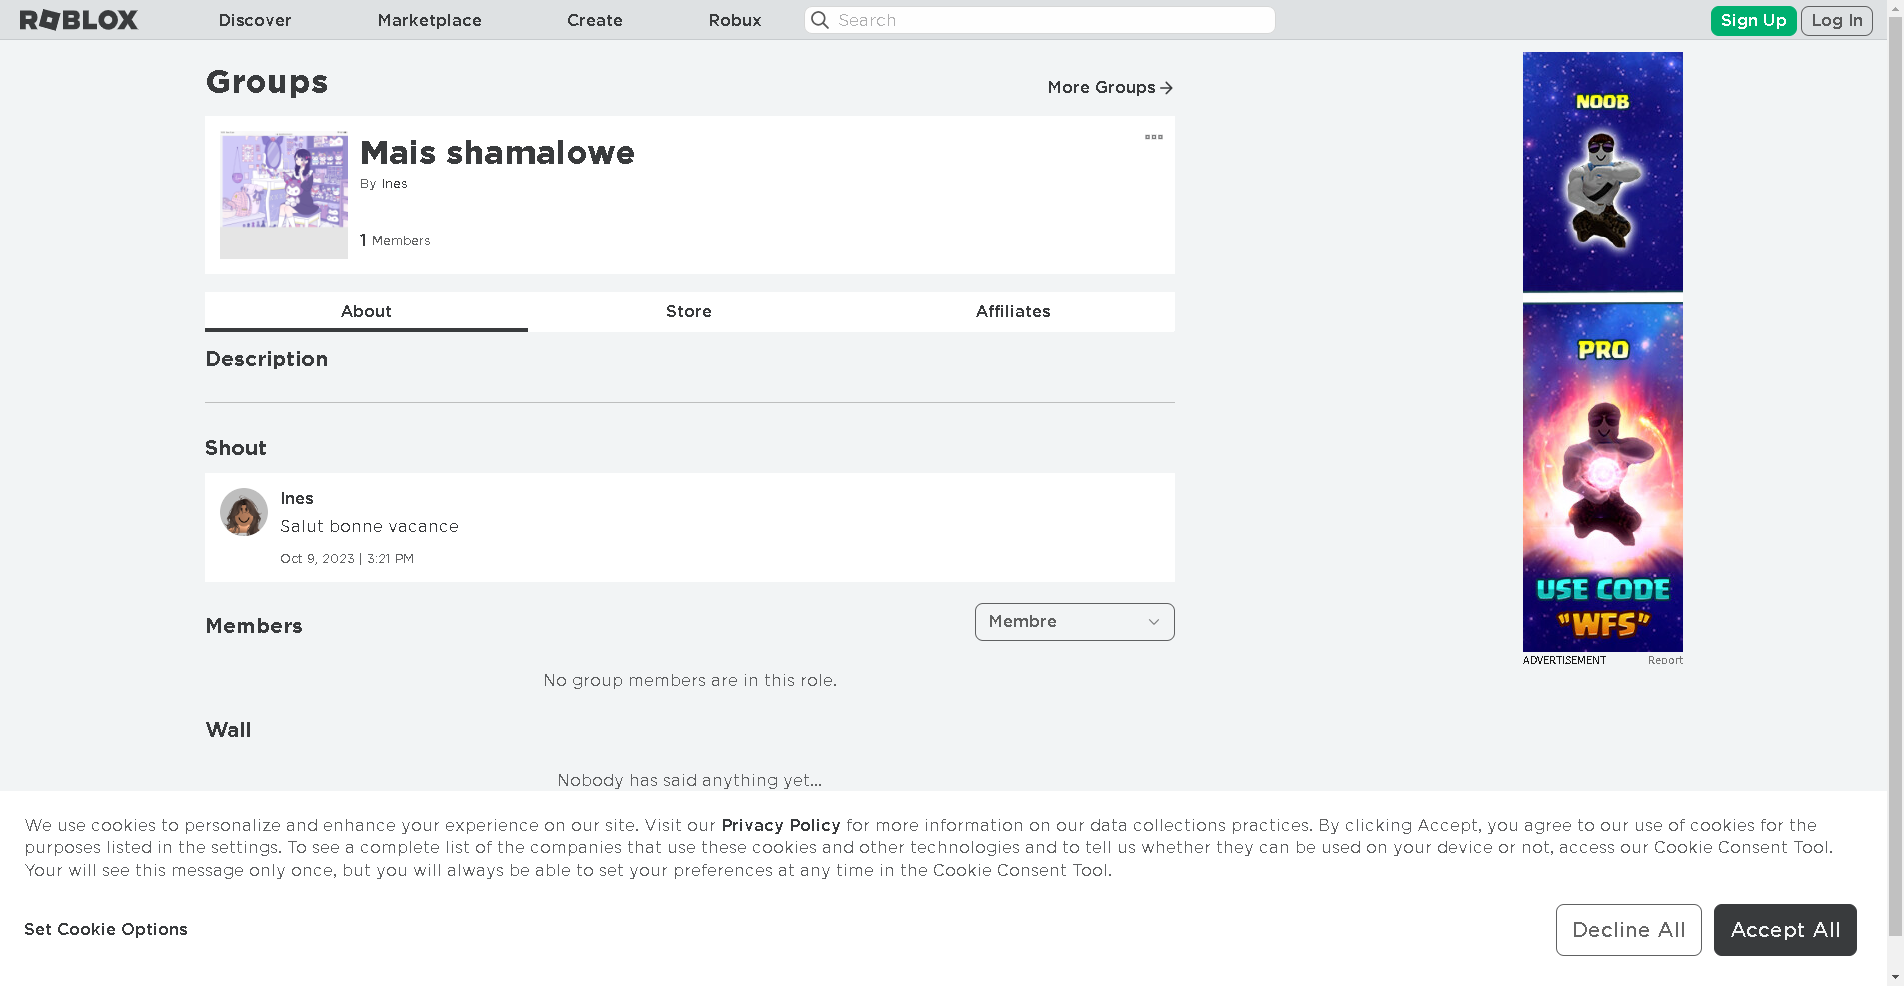 ROBLOX Discover Marketplace Create Robux Search Sign Up Log In
Groups
More Groups
Mais shamalowe
By Ines
1 Members
About Store Affiliates
Description
Shout
Ines
Salut bonne vacance
Oct 9, 2023 | 3:21 PM
Members
Membre
No group members are in this role.
Wall
Nobody has said anything yet...
NOOB
PRO
USE CODE
"WFS"
ADVERTISEMENT Report
We use cookies to personalize and enhance your experience on our site. Visit our Privacy Policy for more information on our data collections practices. By clicking Accept, you agree to our use of cookies for the
purposes listed in the settings. To see a complete list of the companies that use these cookies and other technologies and to tell us whether they can be used on your device or not, access our Cookie Consent Tool.
Your will see this message only once, but you will always be able to set your preferences at any time in the Cookie Consent Tool.
Set Cookie Options
Decline All Accept All